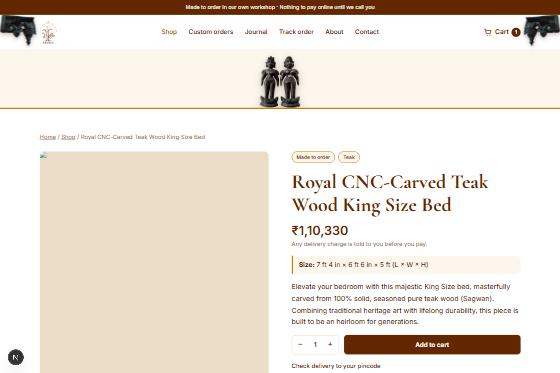 Made to order in our own workshop · Nothing to pay online until we call you
Shop Custom orders Journal Track order About Contact
Cart 1
Home / Shop / Royal CNC-Carved Teak Wood King Size Bed
Made to order Teak
Royal CNC-Carved Teak
Wood King Size Bed
₹1,10,330
Any delivery charge is told to you before you pay.
Size: 7 ft 4 in × 6 ft 6 in × 5 ft (L × W × H)
Elevate your bedroom with this majestic King Size bed, masterfully
carved from 100% solid, seasoned pure teak wood (Sagwan).
Combining traditional heritage art with lifelong durability, this piece is
built to be an heirloom for generations.
− 1 + Add to cart
Check delivery to your pincode
N